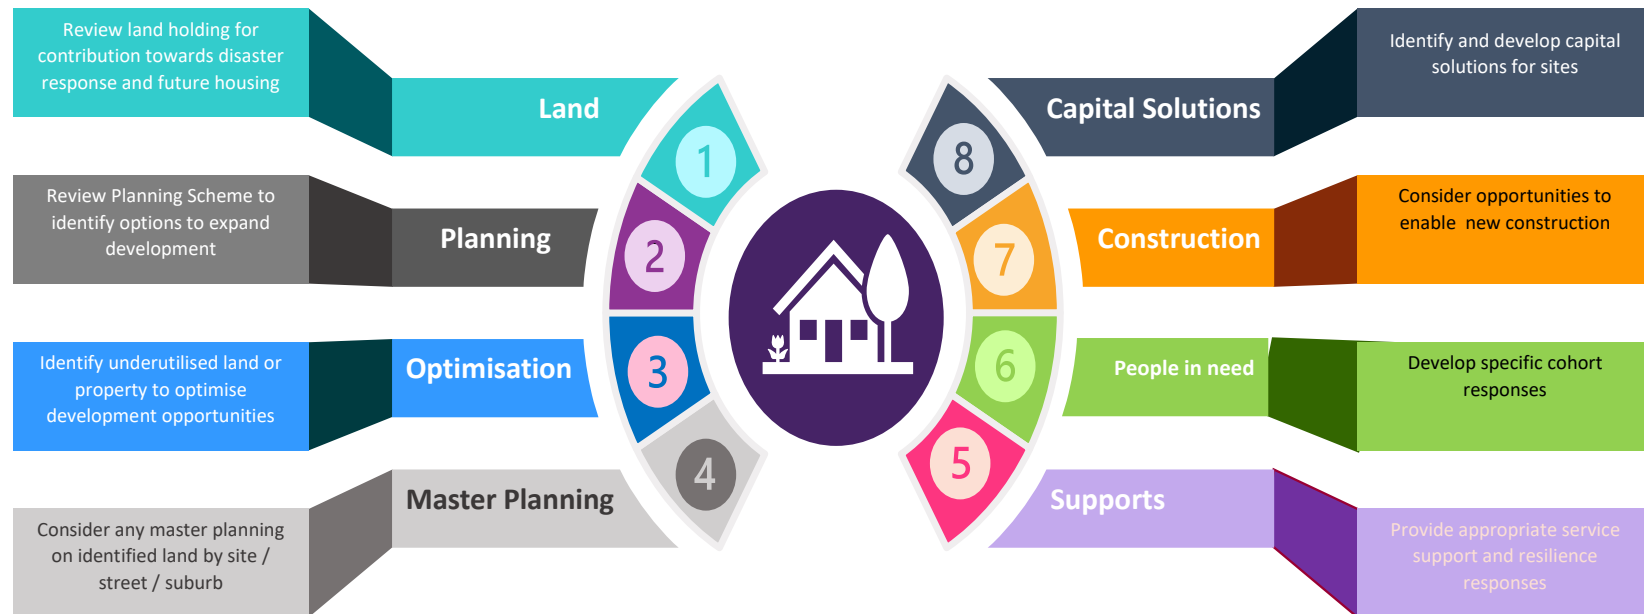 Review land holding for
contribution towards disaster
response and future housing
Land
1
Review Planning Scheme to
identify options to expand
development
Planning
2
Identify underutilised land or
property to optimise
development opportunities
Optimisation
3
Consider any master planning
on identified land by site /
street / suburb
Master Planning
4
8
Capital Solutions
Identify and develop capital
solutions for sites
7
Construction
Consider opportunities to
enable new construction
6
People in need
Develop specific cohort
responses
5
Supports
Provide appropriate service
support and resilience
responses